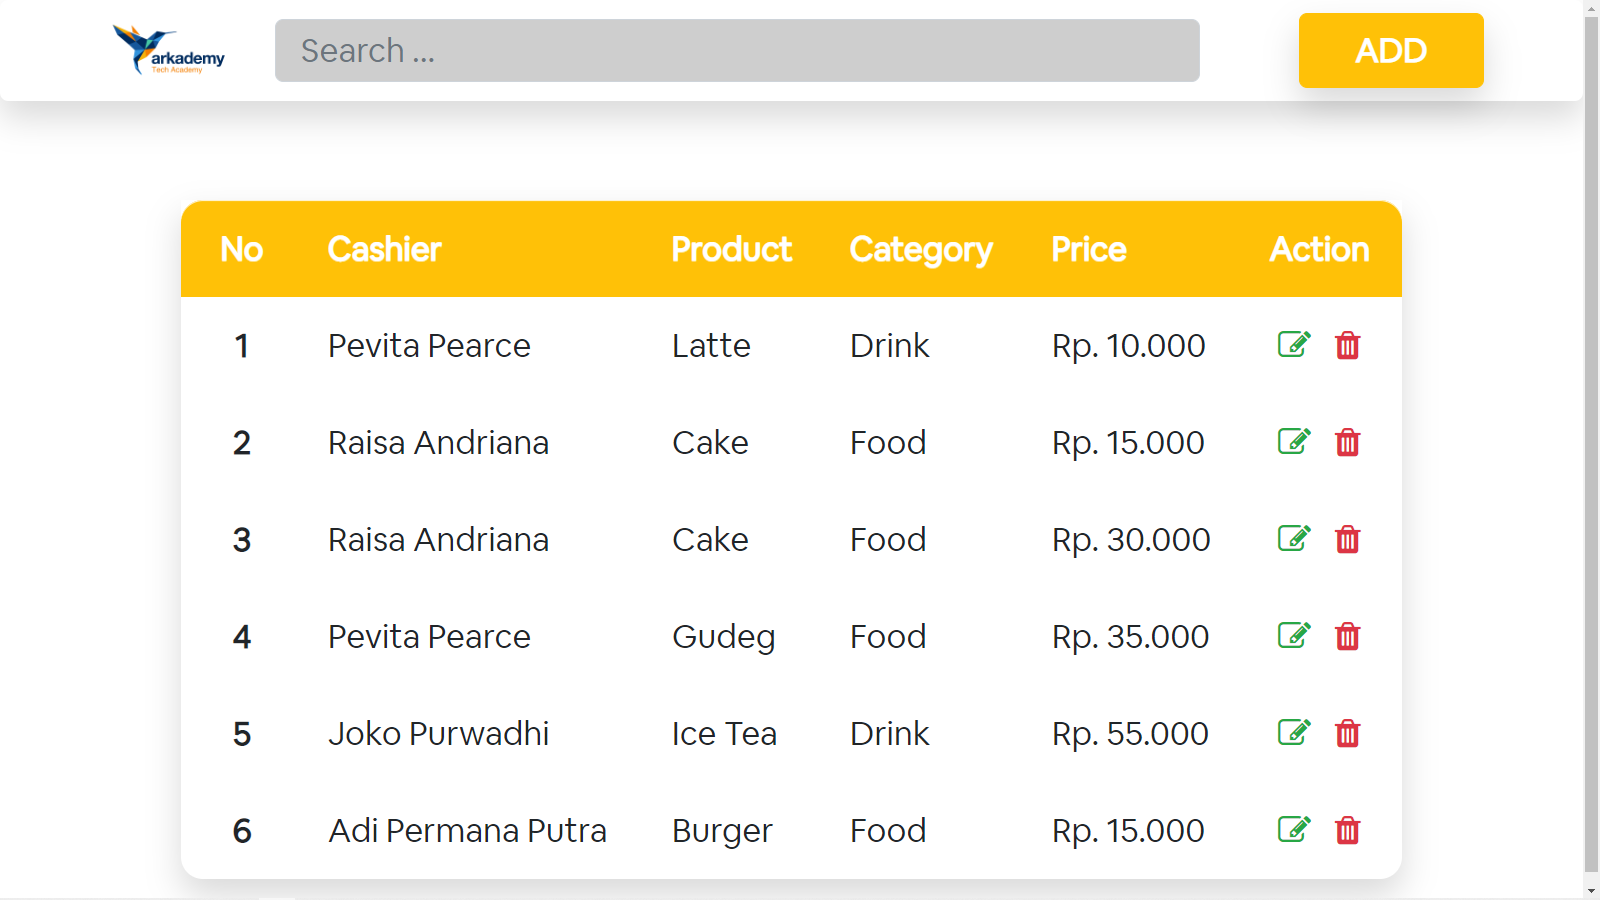 arkademy
Tech Academy
Search ...
ADD
No Cashier Product Category Price Action
1 Pevita Pearce Latte Drink Rp. 10.000
2 Raisa Andriana Cake Food Rp. 15.000
3 Raisa Andriana Cake Food Rp. 30.000
4 Pevita Pearce Gudeg Food Rp. 35.000
5 Joko Purwadhi Ice Tea Drink Rp. 55.000
6 Adi Permana Putra Burger Food Rp. 15.000